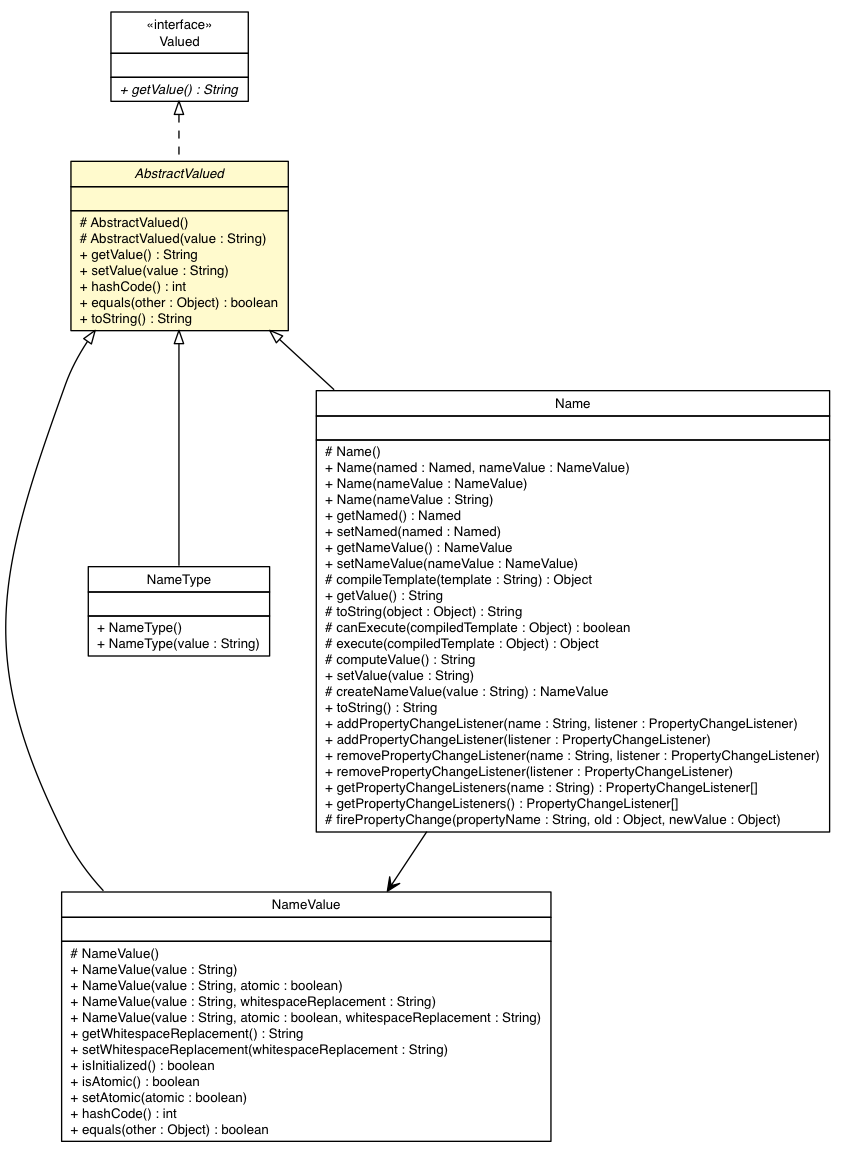 «interface»
Valued
+ getValue() : String
AbstractValued
# AbstractValued()
# AbstractValued(value : String)
+ getValue() : String
+ setValue(value : String)
+ hashCode() : int
+ equals(other : Object) : boolean
+ toString() : String
Name
# Name()
+ Name(named : Named, nameValue : NameValue)
+ Name(nameValue : NameValue)
+ Name(nameValue : String)
+ getNamed() : Named
+ setNamed(named : Named)
+ getNameValue() : NameValue
+ setNameValue(nameValue : NameValue)
# compileTemplate(template : String) : Object
+ getValue() : String
# toString(object : Object) : String
# canExecute(compiledTemplate : Object) : boolean
# execute(compiledTemplate : Object) : Object
# computeValue() : String
+ setValue(value : String)
# createNameValue(value : String) : NameValue
+ toString() : String
+ addPropertyChangeListener(name : String, listener : PropertyChangeListener)
+ addPropertyChangeListener(listener : PropertyChangeListener)
+ removePropertyChangeListener(name : String, listener : PropertyChangeListener)
+ removePropertyChangeListener(listener : PropertyChangeListener)
+ getPropertyChangeListeners(name : String) : PropertyChangeListener[]
+ getPropertyChangeListeners() : PropertyChangeListener[]
# firePropertyChange(propertyName : String, old : Object, newValue : Object)
NameType
+ NameType()
+ NameType(value : String)
NameValue
# NameValue()
+ NameValue(value : String)
+ NameValue(value : String, atomic : boolean)
+ NameValue(value : String, whitespaceReplacement : String)
+ NameValue(value : String, atomic : boolean, whitespaceReplacement : String)
+ getWhitespaceReplacement() : String
+ setWhitespaceReplacement(whitespaceReplacement : String)
+ isInitialized() : boolean
+ isAtomic() : boolean
+ setAtomic(atomic : boolean)
+ hashCode() : int
+ equals(other : Object) : boolean